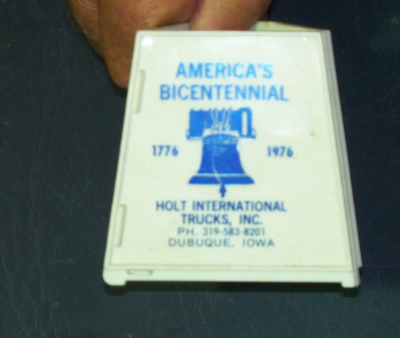 AMERICA'S
BICENTENNIAL
1776 1976
HOLT INTERNATIONAL
TRUCKS, INC.
PH. 319-583-8201
DUBUQUE, IOWA